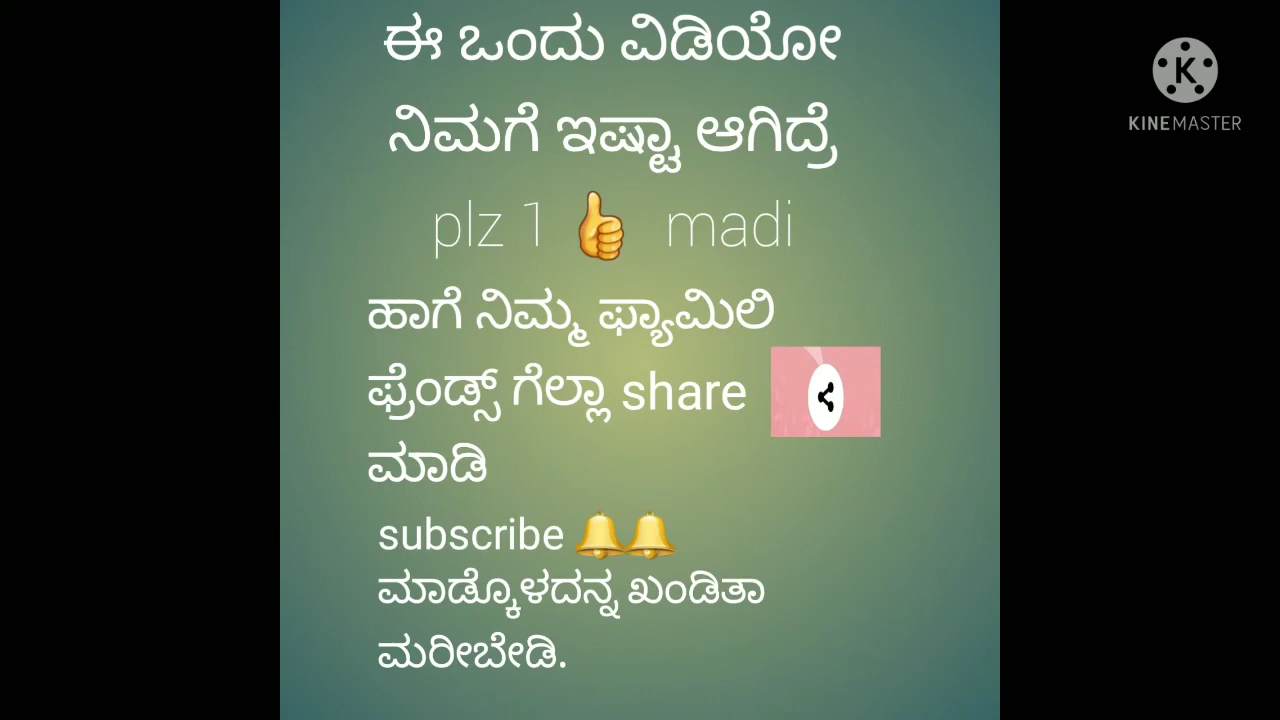 ಈ ಒಂದು ವಿಡಿಯೋ
ನಿಮಗೆ ಇಷ್ಟಾ ಆಗಿದ್ರೆ
plz 1 👍 madi
ಹಾಗೆ ನಿಮ್ಮ ಫ್ಯಾಮಿಲಿ
ಫ್ರೆಂಡ್ಸ್ ಗೆಲ್ಲಾ share
ಮಾಡಿ
subscribe 🔔🔔
ಮಾಡ್ಕೊಳದನ್ನ ಖಂಡಿತಾ
ಮರೀಬೇಡಿ.
K
KINEMASTER